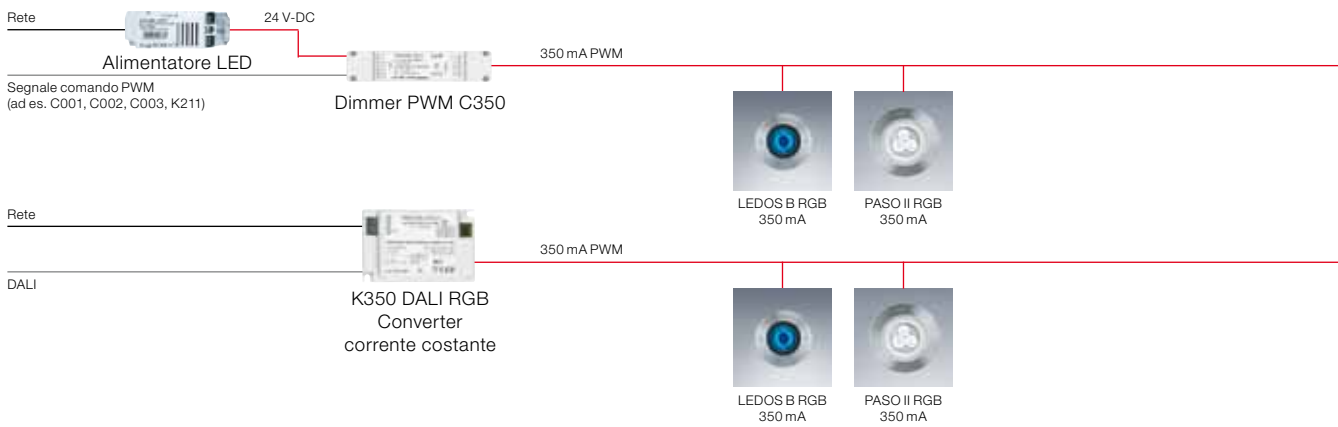 Rete
24 V-DC
Alimentatore LED
350 mA PWM
Segnale comando PWM
(ad es. C001, C002, C003, K211)
Dimmer PWM C350
LEDOS B RGB
350 mA
PASO II RGB
350 mA
Rete
350 mA PWM
DALI
K350 DALI RGB
Converter
corrente costante
LEDOS B RGB
350 mA
PASO II RGB
350 mA